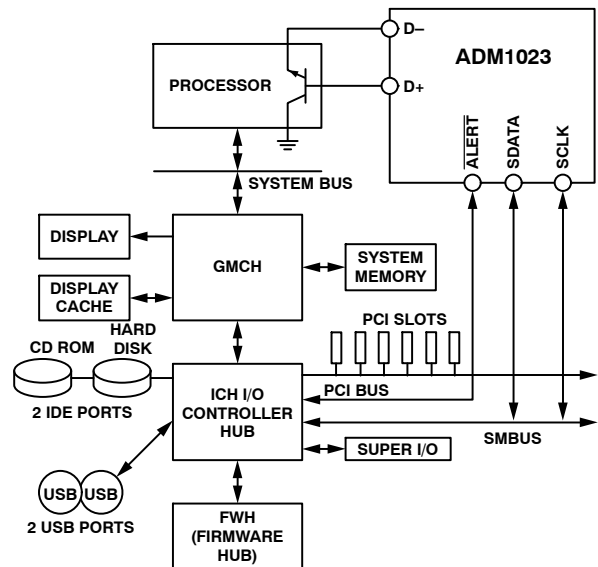 D–
ADM1023
PROCESSOR
D+
ALERT
SDATA
SCLK
SYSTEM BUS
DISPLAY
GMCH
SYSTEM
MEMORY
DISPLAY
CACHE
PCI SLOTS
HARD
DISK
CD ROM
ICH I/O
CONTROLLER
HUB
PCI BUS
2 IDE PORTS
SMBUS
SUPER I/O
USB
USB
2 USB PORTS
FWH
(FIRMWARE
HUB)